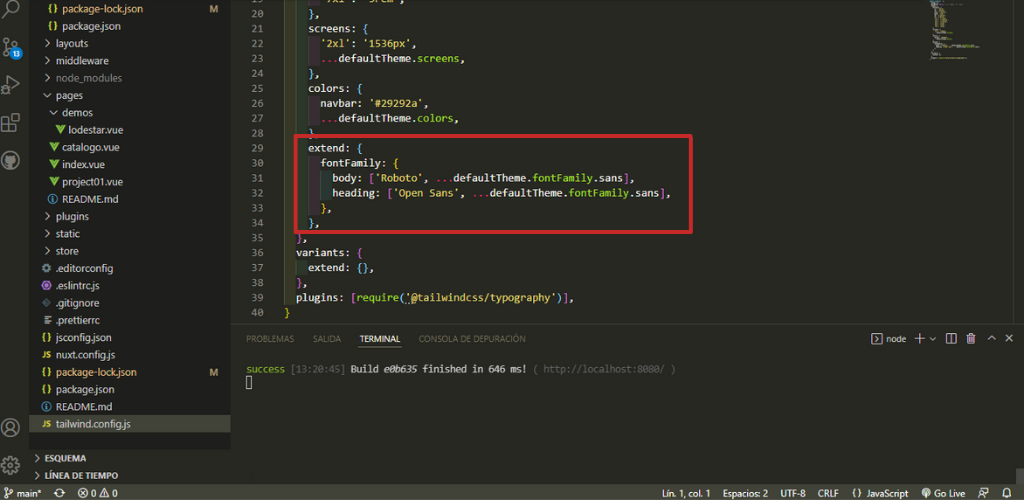 package-lock.json M
package.json
layouts
middleware
node_modules
pages
demos
lodestar.vue
catalogo.vue
index.vue
project01.vue
README.md
plugins
static
store
.editorconfig
.eslintrc.js
.gitignore
.prettierrc
jsconfig.json
nuxt.config.js
package-lock.json M
package.json
README.md
tailwind.config.js
ESQUEMA
LÍNEA DE TIEMPO
13
20 },
21 screens: {
22 '2xl': '1536px',
23 ...defaultTheme.screens,
24 },
25 colors: {
26 navbar: '#29292a',
27 ...defaultTheme.colors,
28 }
29 extend: {
30 fontFamily: {
31 body: ['Roboto', ...defaultTheme.fontFamily.sans],
32 heading: ['Open Sans', ...defaultTheme.fontFamily.sans],
33 },
34 },
35 },
36 variants: {
37 extend: {},
38 },
39 plugins: [require('@tailwindcss/typography')],
40 }
PROBLEMAS SALIDA TERMINAL CONSOLA DE DEPURACIÓN node
success [13:20:45] Build e0b635 finished in 646 ms! ( http://localhost:8080/ )
main* 0 0 Lín. 1, col. 1 Espacios: 2 UTF-8 CRLF {} JavaScript Go Live